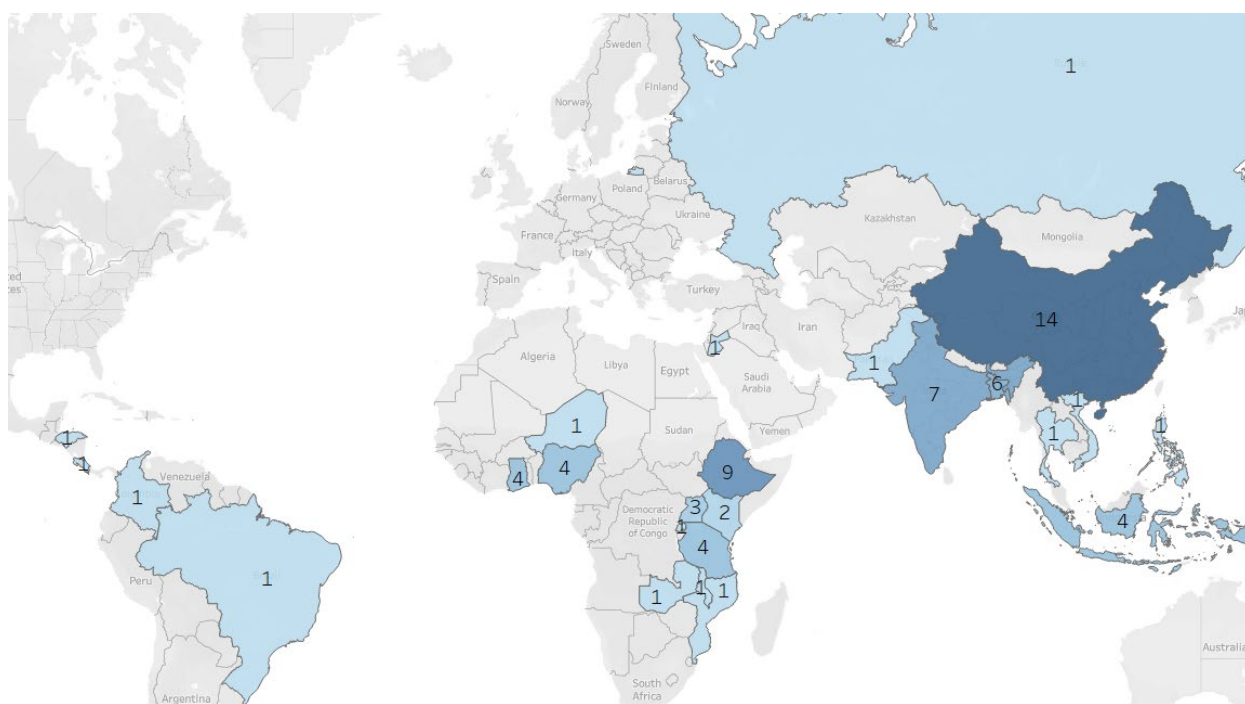 Sweden
Finland
Norway
1
Belarus
Poland
Germany
Ukraine
Kazakhstan
Mongolia
France
Italy
Spain
Turkey
14
Iraq
Iran
1
Algeria
Libya
Egypt
Saudi
Arabia
1
7
6
1
1
1
1
Sudan
Yemen
1
1
Venezuela
4
4
9
1
3
2
Democratic
Republic
of Congo
1
4
4
1
Peru
1
1
1
South
Africa
Australia
Argentina